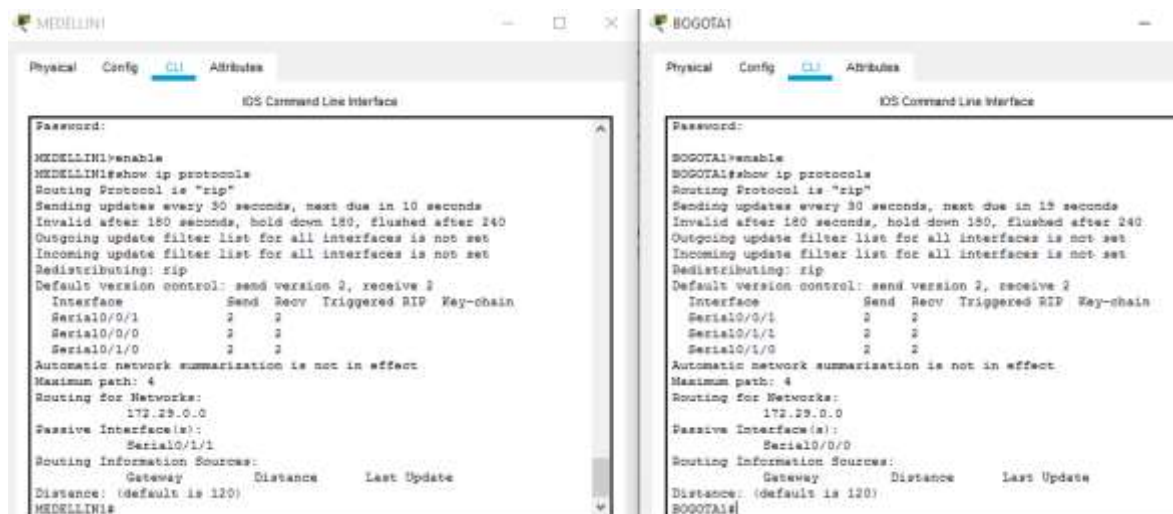 MEDELLIN1
Physical Config CLI Attributes
IOS Command Line Interface
Password:
MEDELLIN1>enable
MEDELLIN1#show ip protocols
Routing Protocol is "rip"
Sending updates every 30 seconds, next due in 10 seconds
Invalid after 180 seconds, hold down 180, flushed after 240
Outgoing update filter list for all interfaces is not set
Incoming update filter list for all interfaces is not set
Redistributing: rip
Default version control: send version 2, receive 2
Interface Send Recv Triggered RIP Key-chain
Serial0/0/1 2 2
Serial0/0/0 2 2
Serial0/1/0 2 2
Automatic network summarization is not in effect
Maximum path: 4
Routing for Networks:
172.29.0.0
Passive Interface(s):
Serial0/1/1
Routing Information Sources:
Gateway Distance Last Update
Distance: (default is 120)
MEDELLIN1#
BOGOTA1
Physical Config CLI Attributes
IOS Command Line Interface
Password:
BOGOTA1>enable
BOGOTA1#show ip protocols
Routing Protocol is "rip"
Sending updates every 30 seconds, next due in 19 seconds
Invalid after 180 seconds, hold down 180, flushed after 240
Outgoing update filter list for all interfaces is not set
Incoming update filter list for all interfaces is not set
Redistributing: rip
Default version control: send version 2, receive 2
Interface Send Recv Triggered RIP Key-chain
Serial0/0/1 2 2
Serial0/1/1 2 2
Serial0/1/0 2 2
Automatic network summarization is not in effect
Maximum path: 4
Routing for Networks:
172.29.0.0
Passive Interface(s):
Serial0/0/0
Routing Information Sources:
Gateway Distance Last Update
Distance: (default is 120)
BOGOTA1#